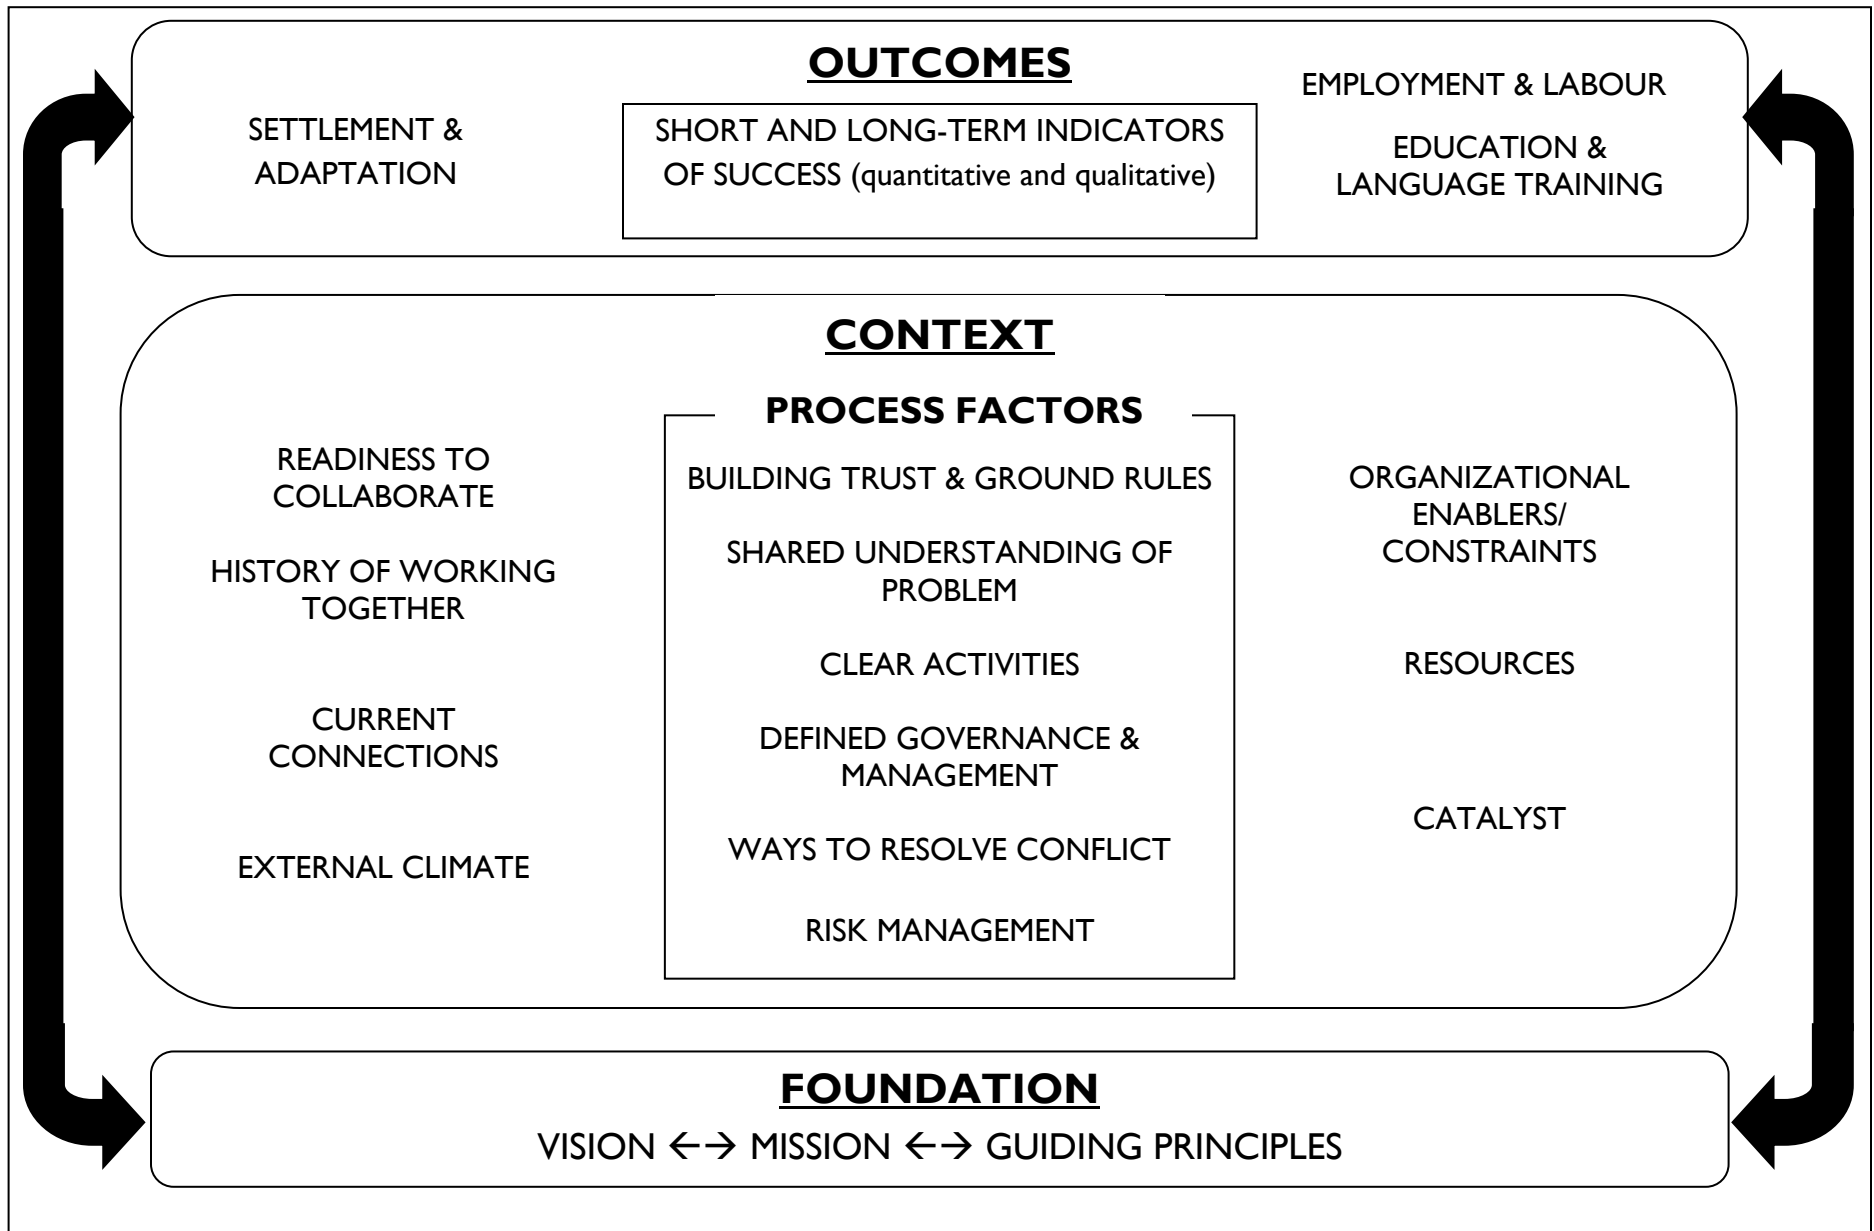 OUTCOMES
SETTLEMENT &
ADAPTATION
SHORT AND LONG-TERM INDICATORS
OF SUCCESS (quantitative and qualitative)
EMPLOYMENT & LABOUR
EDUCATION &
LANGUAGE TRAINING
CONTEXT
READINESS TO
COLLABORATE
HISTORY OF WORKING
TOGETHER
CURRENT
CONNECTIONS
EXTERNAL CLIMATE
PROCESS FACTORS
BUILDING TRUST & GROUND RULES
SHARED UNDERSTANDING OF
PROBLEM
CLEAR ACTIVITIES
DEFINED GOVERNANCE &
MANAGEMENT
WAYS TO RESOLVE CONFLICT
RISK MANAGEMENT
ORGANIZATIONAL
ENABLERS/
CONSTRAINTS
RESOURCES
CATALYST
FOUNDATION
VISION ←→ MISSION ←→ GUIDING PRINCIPLES